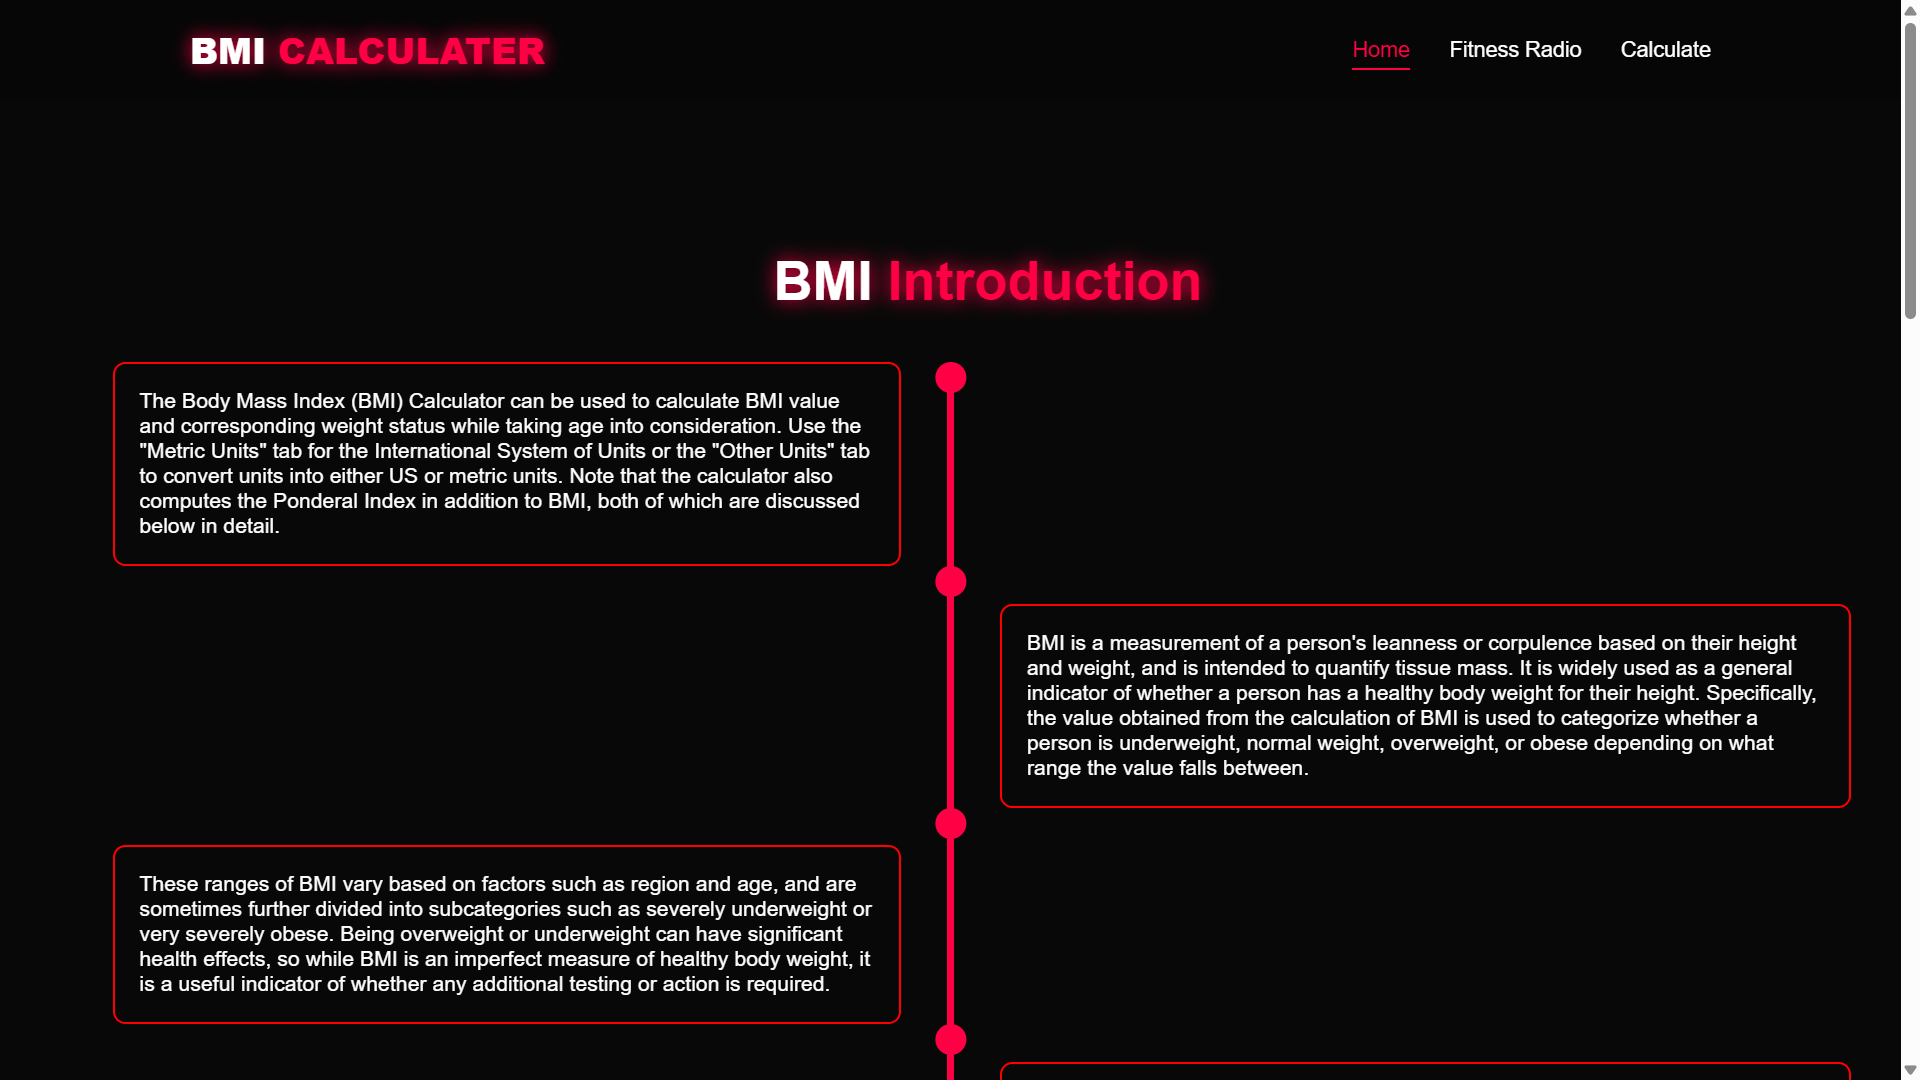 BMI CALCULATER
Home
Fitness Radio
Calculate
BMI Introduction
The Body Mass Index (BMI) Calculator can be used to calculate BMI value
and corresponding weight status while taking age into consideration. Use the
"Metric Units" tab for the International System of Units or the "Other Units" tab
to convert units into either US or metric units. Note that the calculator also
computes the Ponderal Index in addition to BMI, both of which are discussed
below in detail.
BMI is a measurement of a person's leanness or corpulence based on their height
and weight, and is intended to quantify tissue mass. It is widely used as a general
indicator of whether a person has a healthy body weight for their height. Specifically,
the value obtained from the calculation of BMI is used to categorize whether a
person is underweight, normal weight, overweight, or obese depending on what
range the value falls between.
These ranges of BMI vary based on factors such as region and age, and are
sometimes further divided into subcategories such as severely underweight or
very severely obese. Being overweight or underweight can have significant
health effects, so while BMI is an imperfect measure of healthy body weight, it
is a useful indicator of whether any additional testing or action is required.